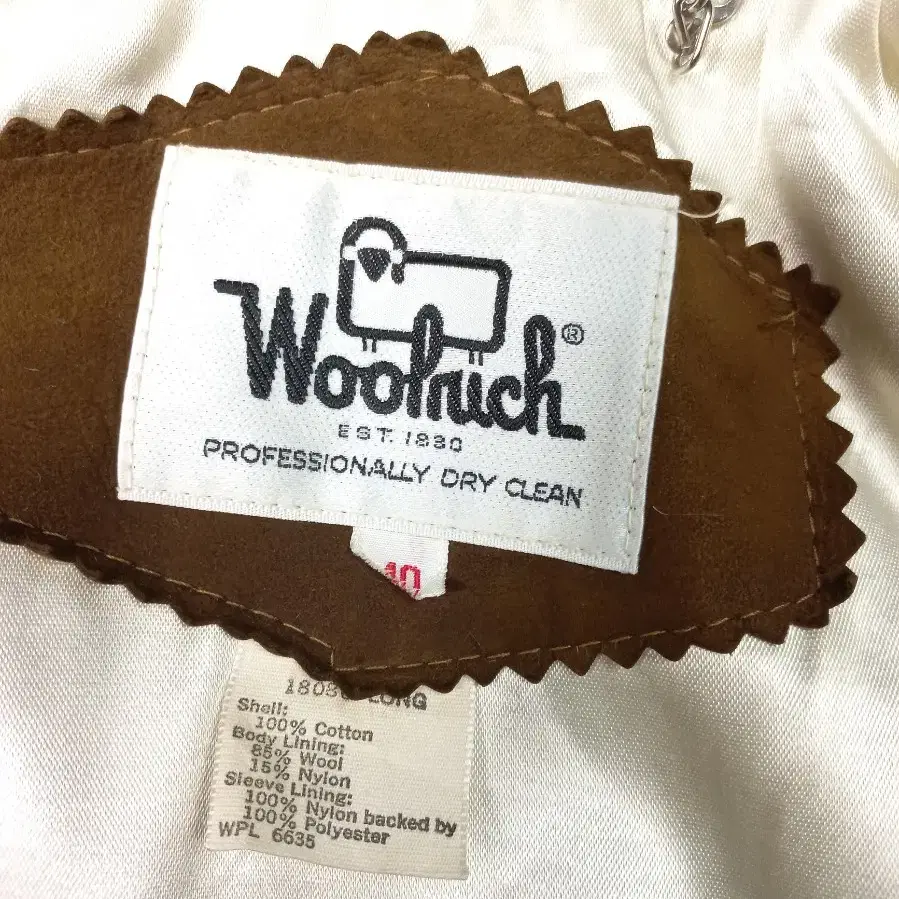 Woolrich®
EST. 1830
PROFESSIONALLY DRY CLEAN
LONG
Shell:
100% Cotton
Body Lining:
85% Wool
15% Nylon
Sleeve Lining:
100% Nylon backed by
100% Polyester
WPL 6635